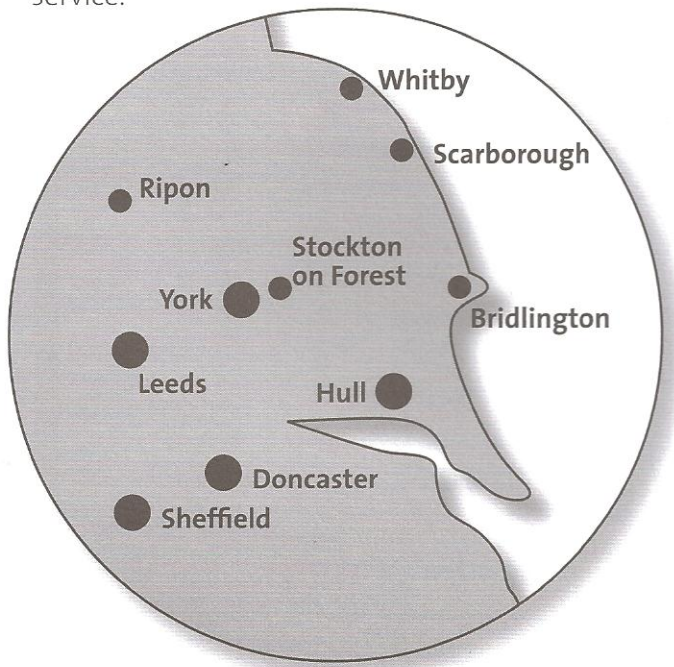 service.
Whitby
Scarborough
Ripon
Stockton
on Forest
York
Bridlington
Leeds
Hull
Doncaster
Sheffield